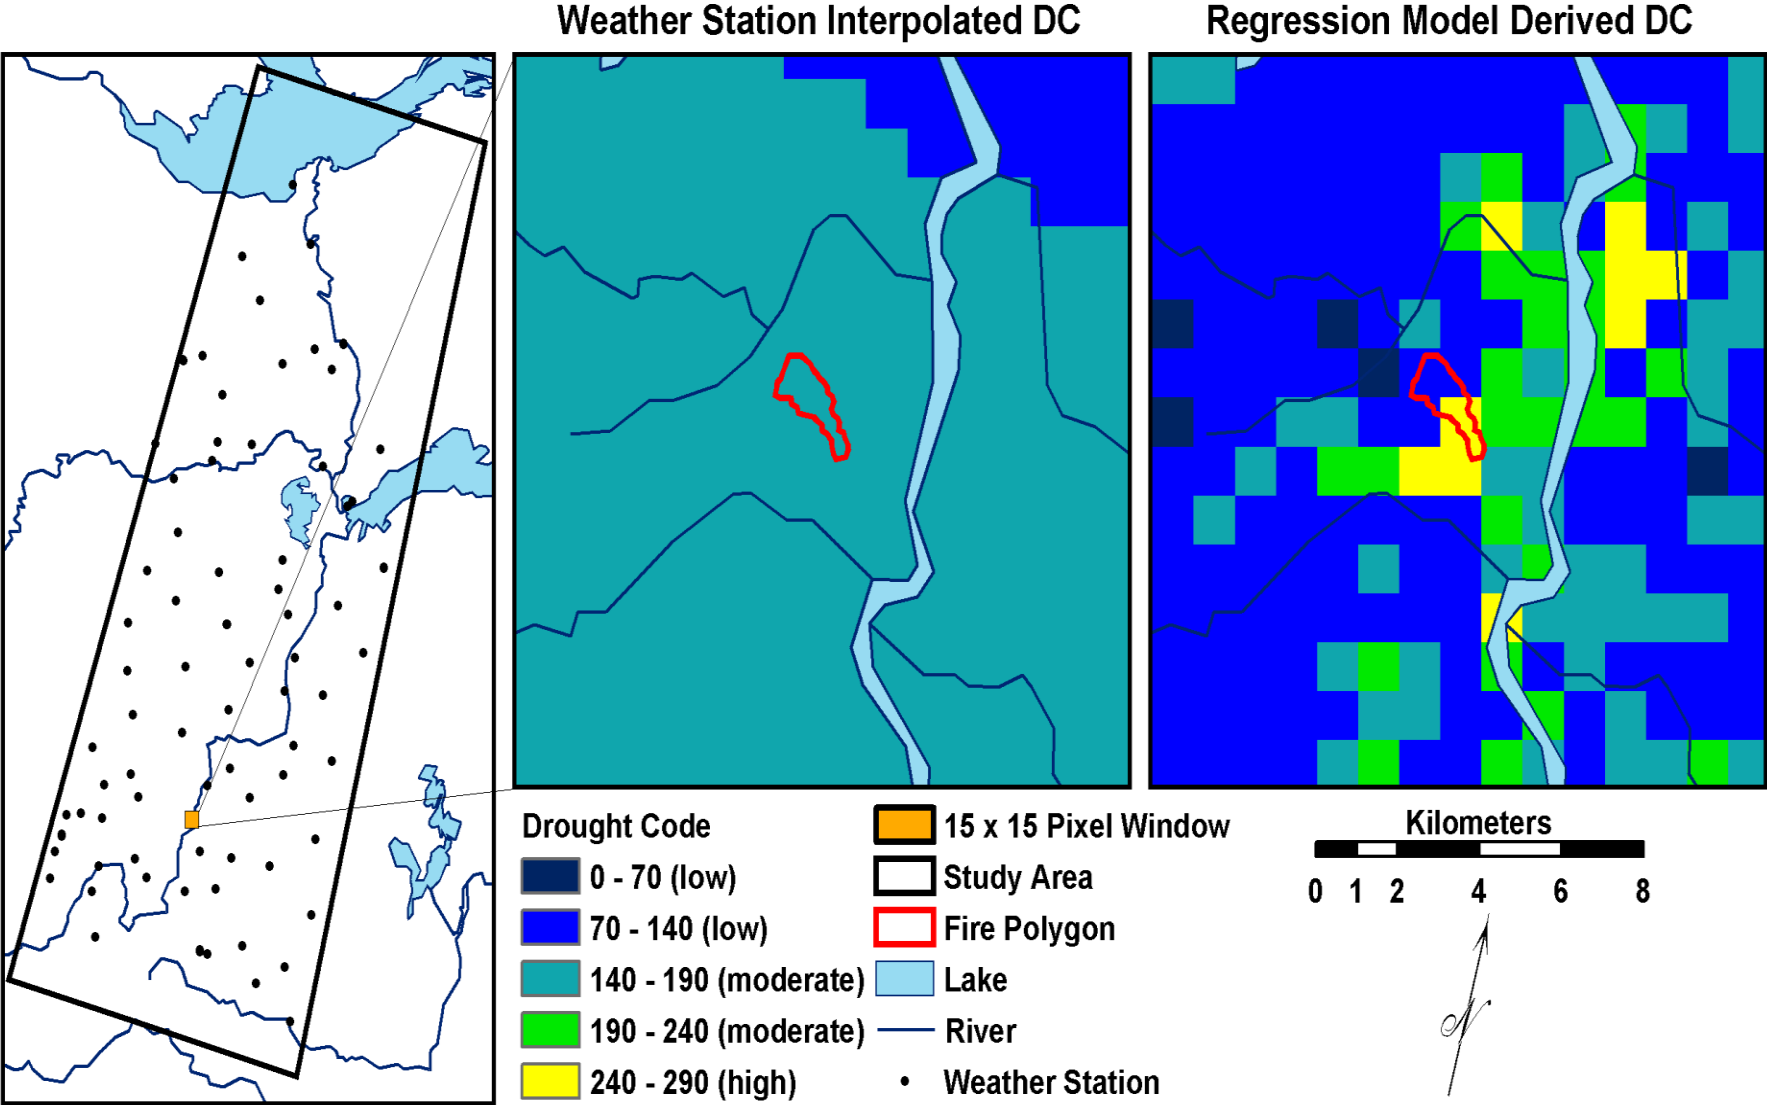 Weather Station Interpolated DC
Regression Model Derived DC
Drought Code
0 - 70 (low)
70 - 140 (low)
140 - 190 (moderate)
190 - 240 (moderate)
240 - 290 (high)
15 x 15 Pixel Window
Study Area
Fire Polygon
Lake
River
Weather Station
Kilometers
0 1 2 4 6 8
N